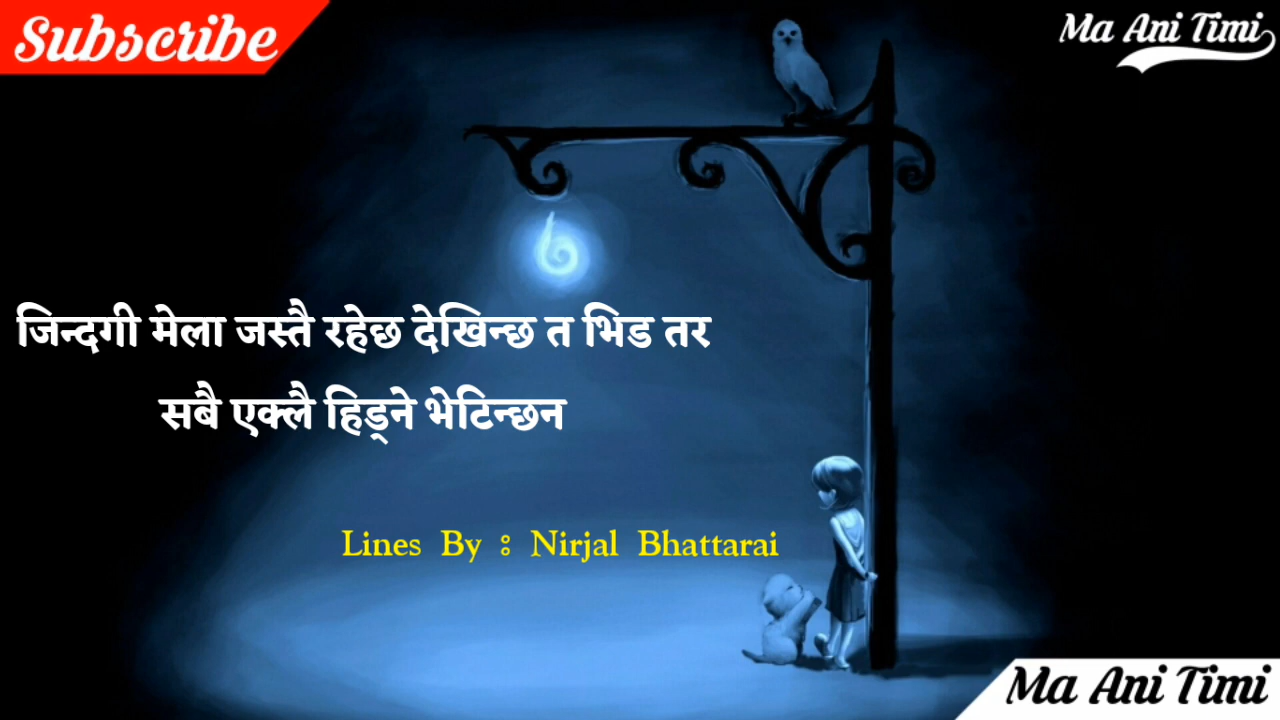 Subscribe
Ma Ani Timi
जिन्दगी मेला जस्तै रहेछ देखिन्छ त भिड तर
सबै एक्लै हिड्ने भेटिन्छन
Lines By : Nirjal Bhattarai
Ma Ani Timi